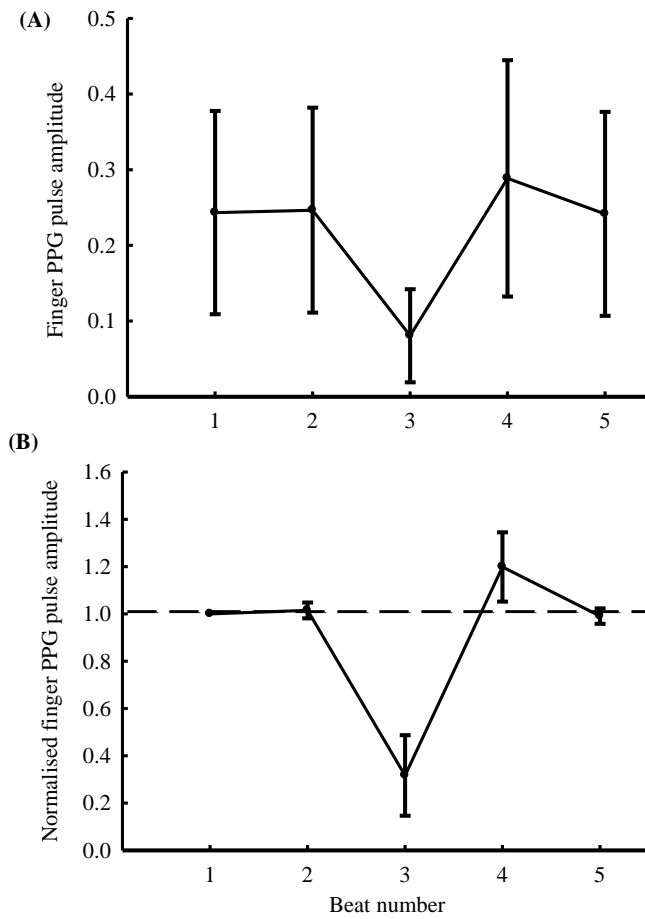 (A)
Finger PPG pulse amplitude
0.5
0.4
0.3
0.2
0.1
0.0
1 2 3 4 5
(B)
Normalised finger PPG pulse amplitude
1.6
1.4
1.2
1.0
0.8
0.6
0.4
0.2
0.0
1 2 3 4 5
Beat number